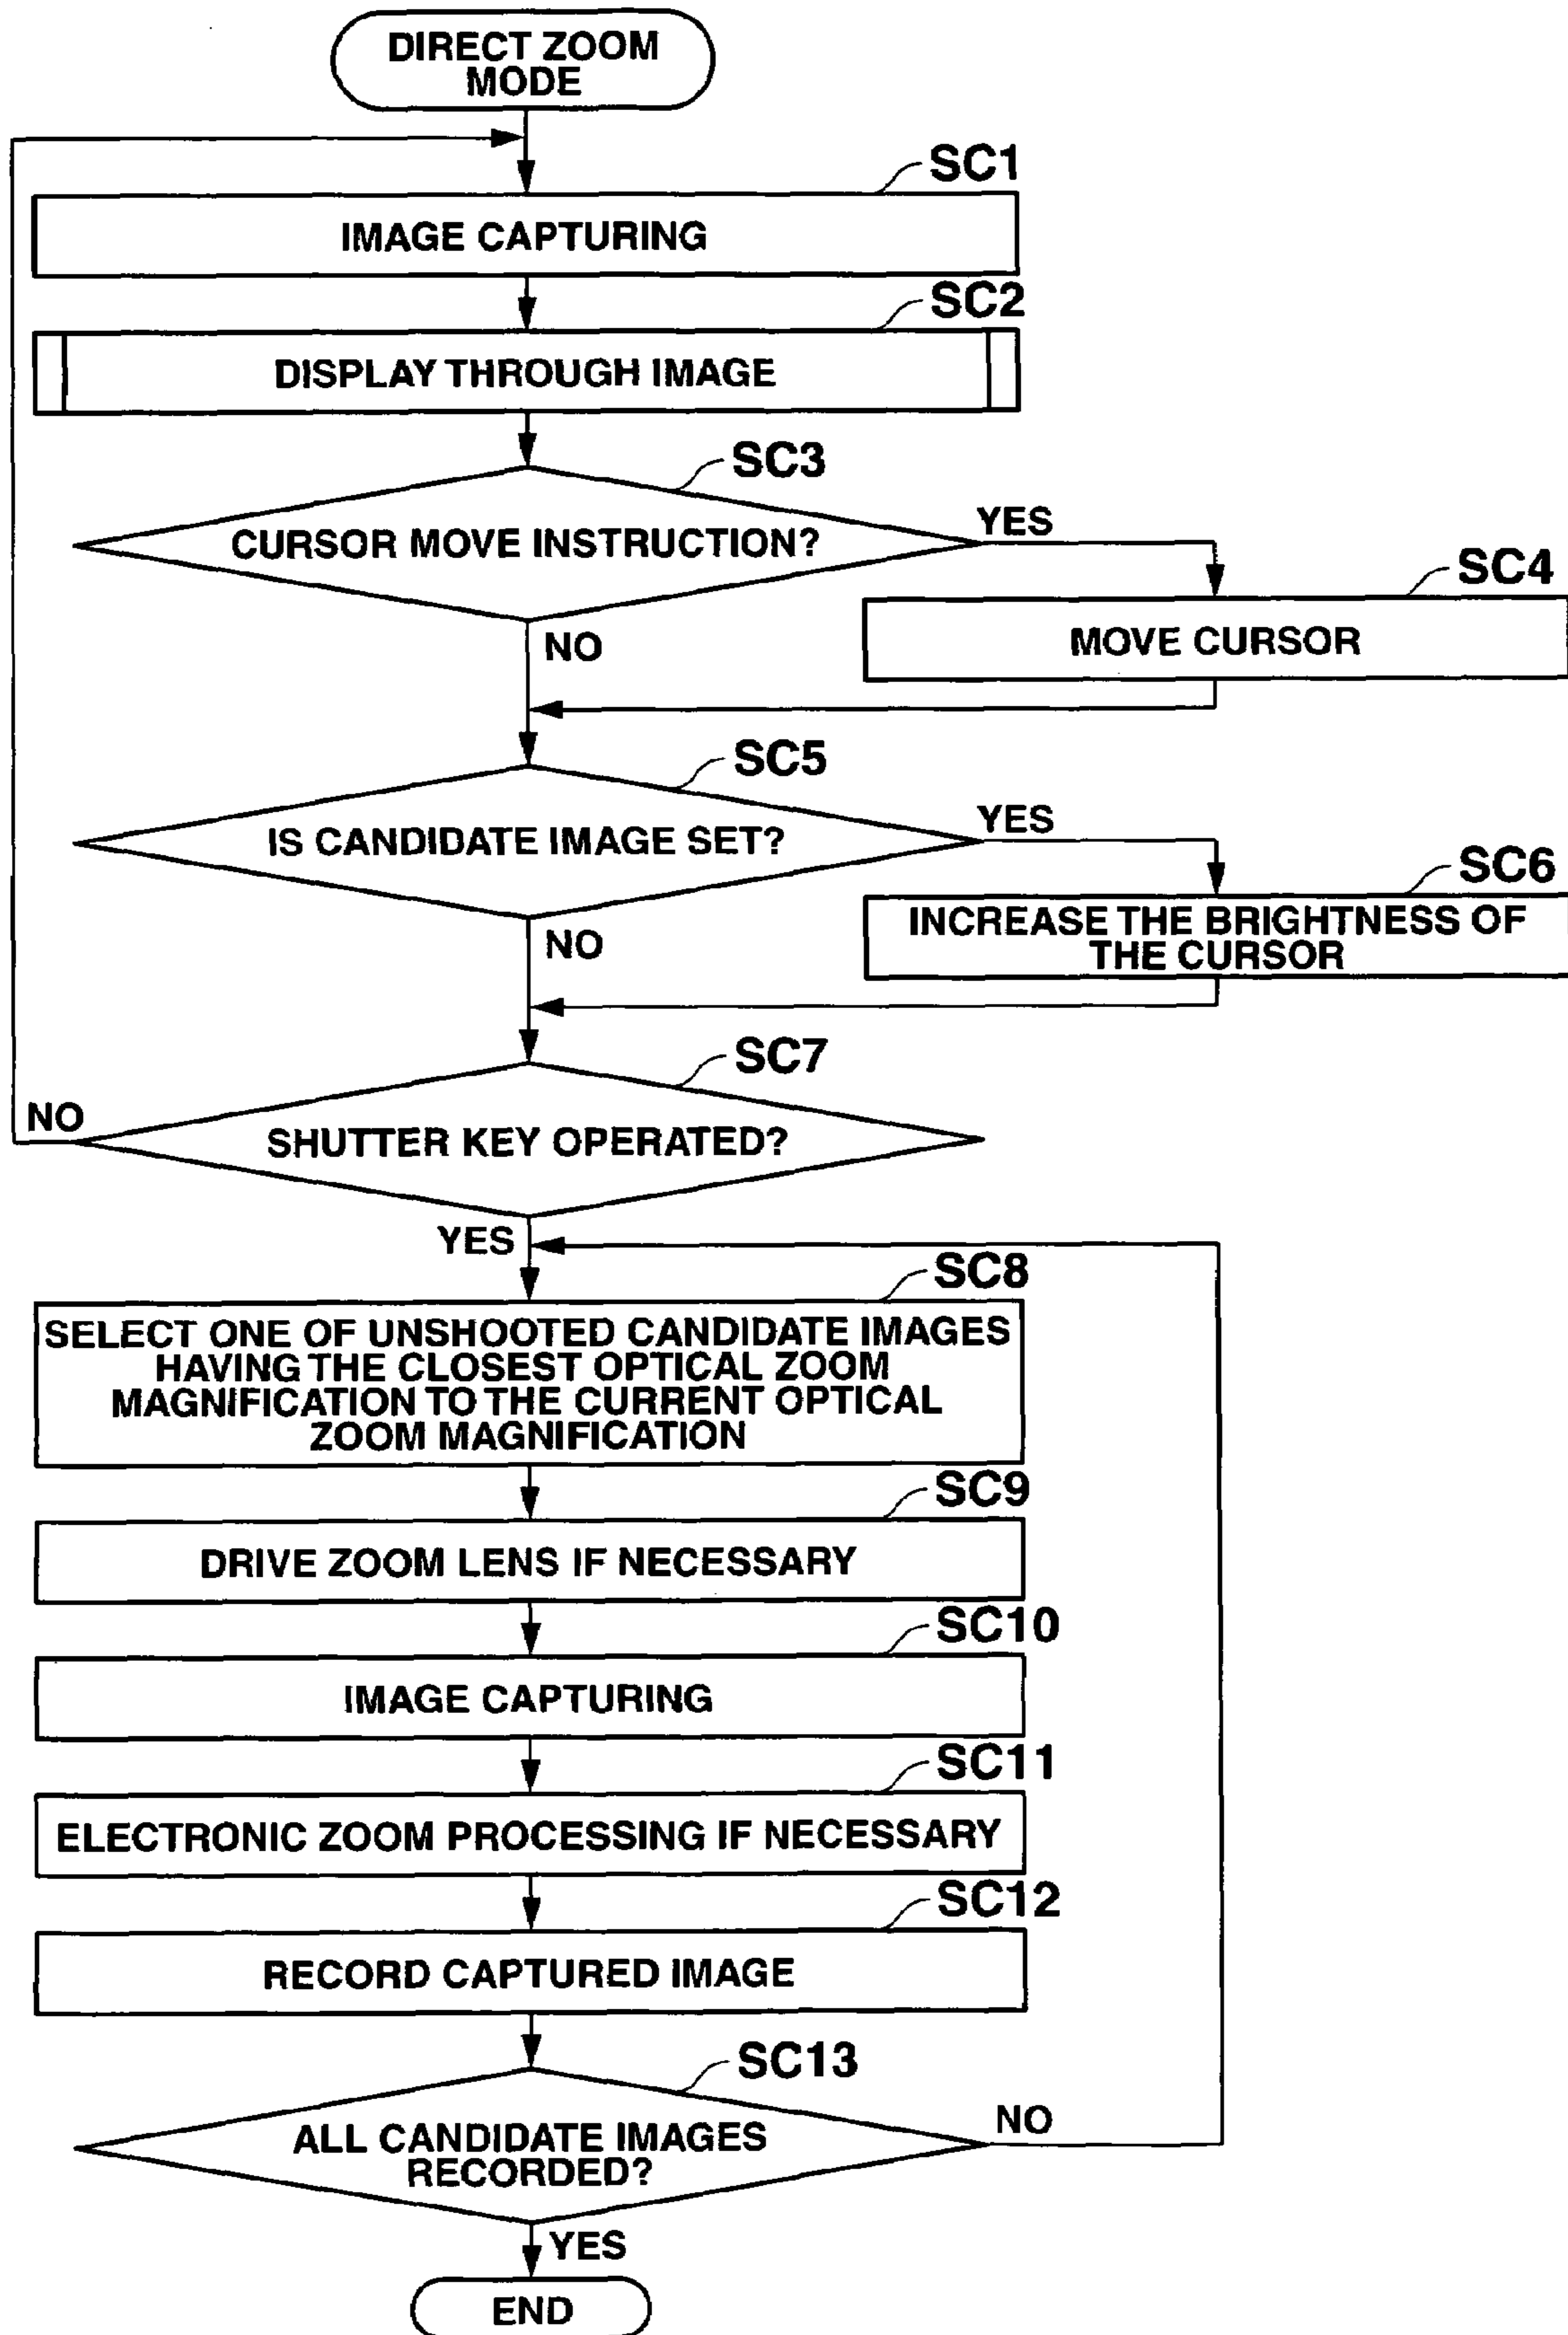 DIRECT ZOOM
MODE
SC1
IMAGE CAPTURING
SC2
DISPLAY THROUGH IMAGE
SC3
CURSOR MOVE INSTRUCTION?
YES
SC4
MOVE CURSOR
NO
SC5
IS CANDIDATE IMAGE SET?
YES
SC6
INCREASE THE BRIGHTNESS OF
THE CURSOR
NO
SC7
SHUTTER KEY OPERATED?
NO
YES
SC8
SELECT ONE OF UNSHOOTED CANDIDATE IMAGES
HAVING THE CLOSEST OPTICAL ZOOM
MAGNIFICATION TO THE CURRENT OPTICAL
ZOOM MAGNIFICATION
SC9
DRIVE ZOOM LENS IF NECESSARY
SC10
IMAGE CAPTURING
SC11
ELECTRONIC ZOOM PROCESSING IF NECESSARY
SC12
RECORD CAPTURED IMAGE
SC13
ALL CANDIDATE IMAGES
RECORDED?
NO
YES
END